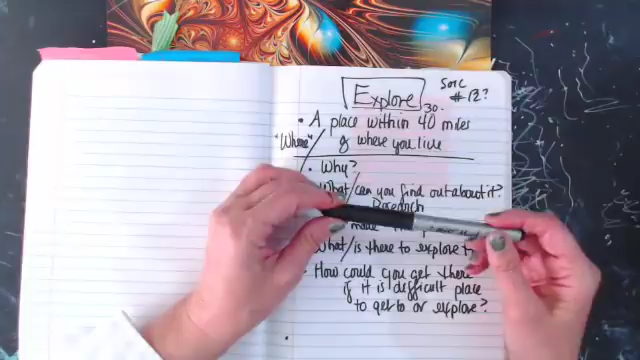 Explore
SOTC
#12?
30.
• A place within 40 miles
"Where" / of where you live
• Why?
What / can you find out about it?
Research
What / is there to explore
How could you get there
if it is difficult place
to get to or explore?